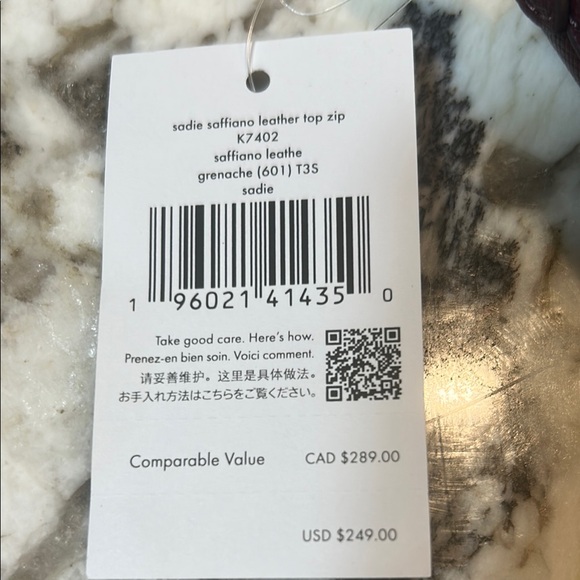 sadie saffiano leather top zip
K7402
saffiano leathe
grenache (601) T3S
sadie
1 96021 41435 0
Take good care. Here's how.
Prenez-en bien soin. Voici comment.
请妥善维护。这里是具体做法。
お手入れ方法はこちらをご覧ください。
Comparable Value CAD $289.00
USD $249.00